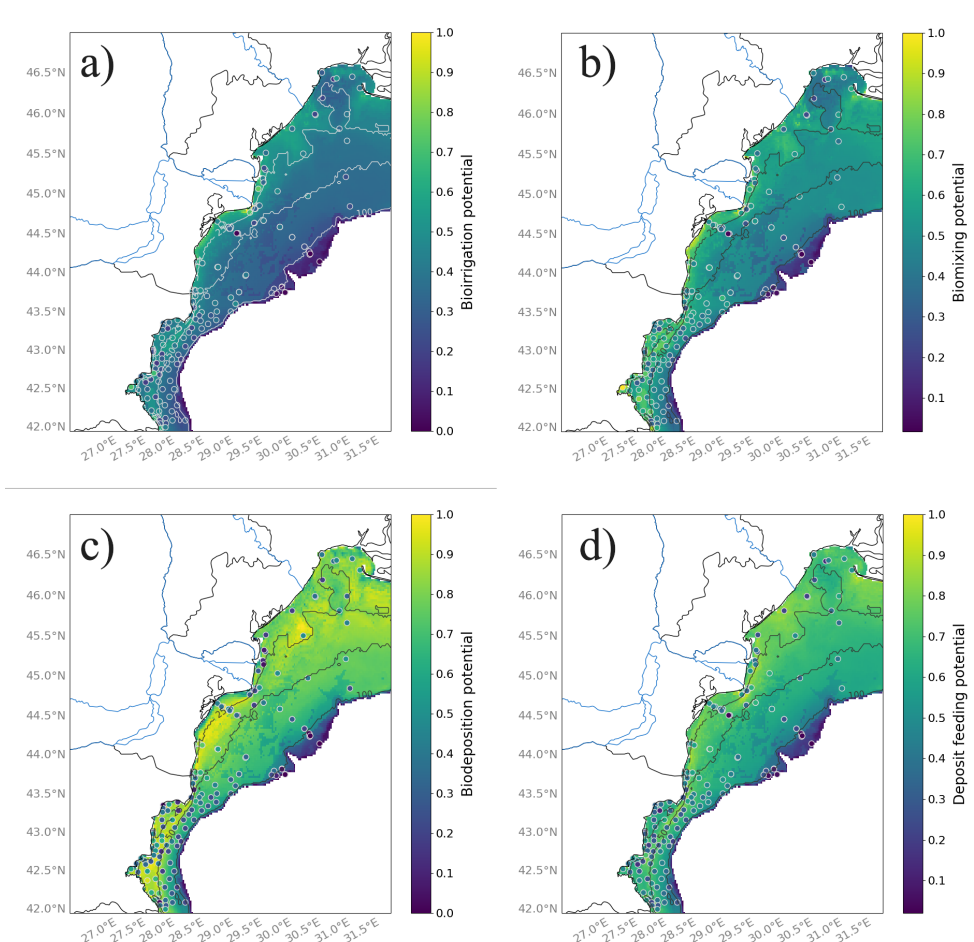 a)
46.5°N
46.0°N
45.5°N
45.0°N
44.5°N
44.0°N
43.5°N
43.0°N
42.5°N
42.0°N
27.0°E 27.5°E 28.0°E 28.5°E 29.0°E 29.5°E 30.0°E 30.5°E 31.0°E 31.5°E
100
1.0
0.9
0.8
0.7
0.6
0.5
0.4
0.3
0.2
0.1
0.0
Bioirrigation potential
b)
46.5°N
46.0°N
45.5°N
45.0°N
44.5°N
44.0°N
43.5°N
43.0°N
42.5°N
42.0°N
27.0°E 27.5°E 28.0°E 28.5°E 29.0°E 29.5°E 30.0°E 30.5°E 31.0°E 31.5°E
100
1.0
0.9
0.8
0.7
0.6
0.5
0.4
0.3
0.2
0.1
Biomixing potential
c)
46.5°N
46.0°N
45.5°N
45.0°N
44.5°N
44.0°N
43.5°N
43.0°N
42.5°N
42.0°N
27.0°E 27.5°E 28.0°E 28.5°E 29.0°E 29.5°E 30.0°E 30.5°E 31.0°E 31.5°E
100
1.0
0.9
0.8
0.7
0.6
0.5
0.4
0.3
0.2
0.1
0.0
Biodeposition potential
d)
46.5°N
46.0°N
45.5°N
45.0°N
44.5°N
44.0°N
43.5°N
43.0°N
42.5°N
42.0°N
27.0°E 27.5°E 28.0°E 28.5°E 29.0°E 29.5°E 30.0°E 30.5°E 31.0°E 31.5°E
100
1.0
0.9
0.8
0.7
0.6
0.5
0.4
0.3
0.2
0.1
Deposit feeding potential